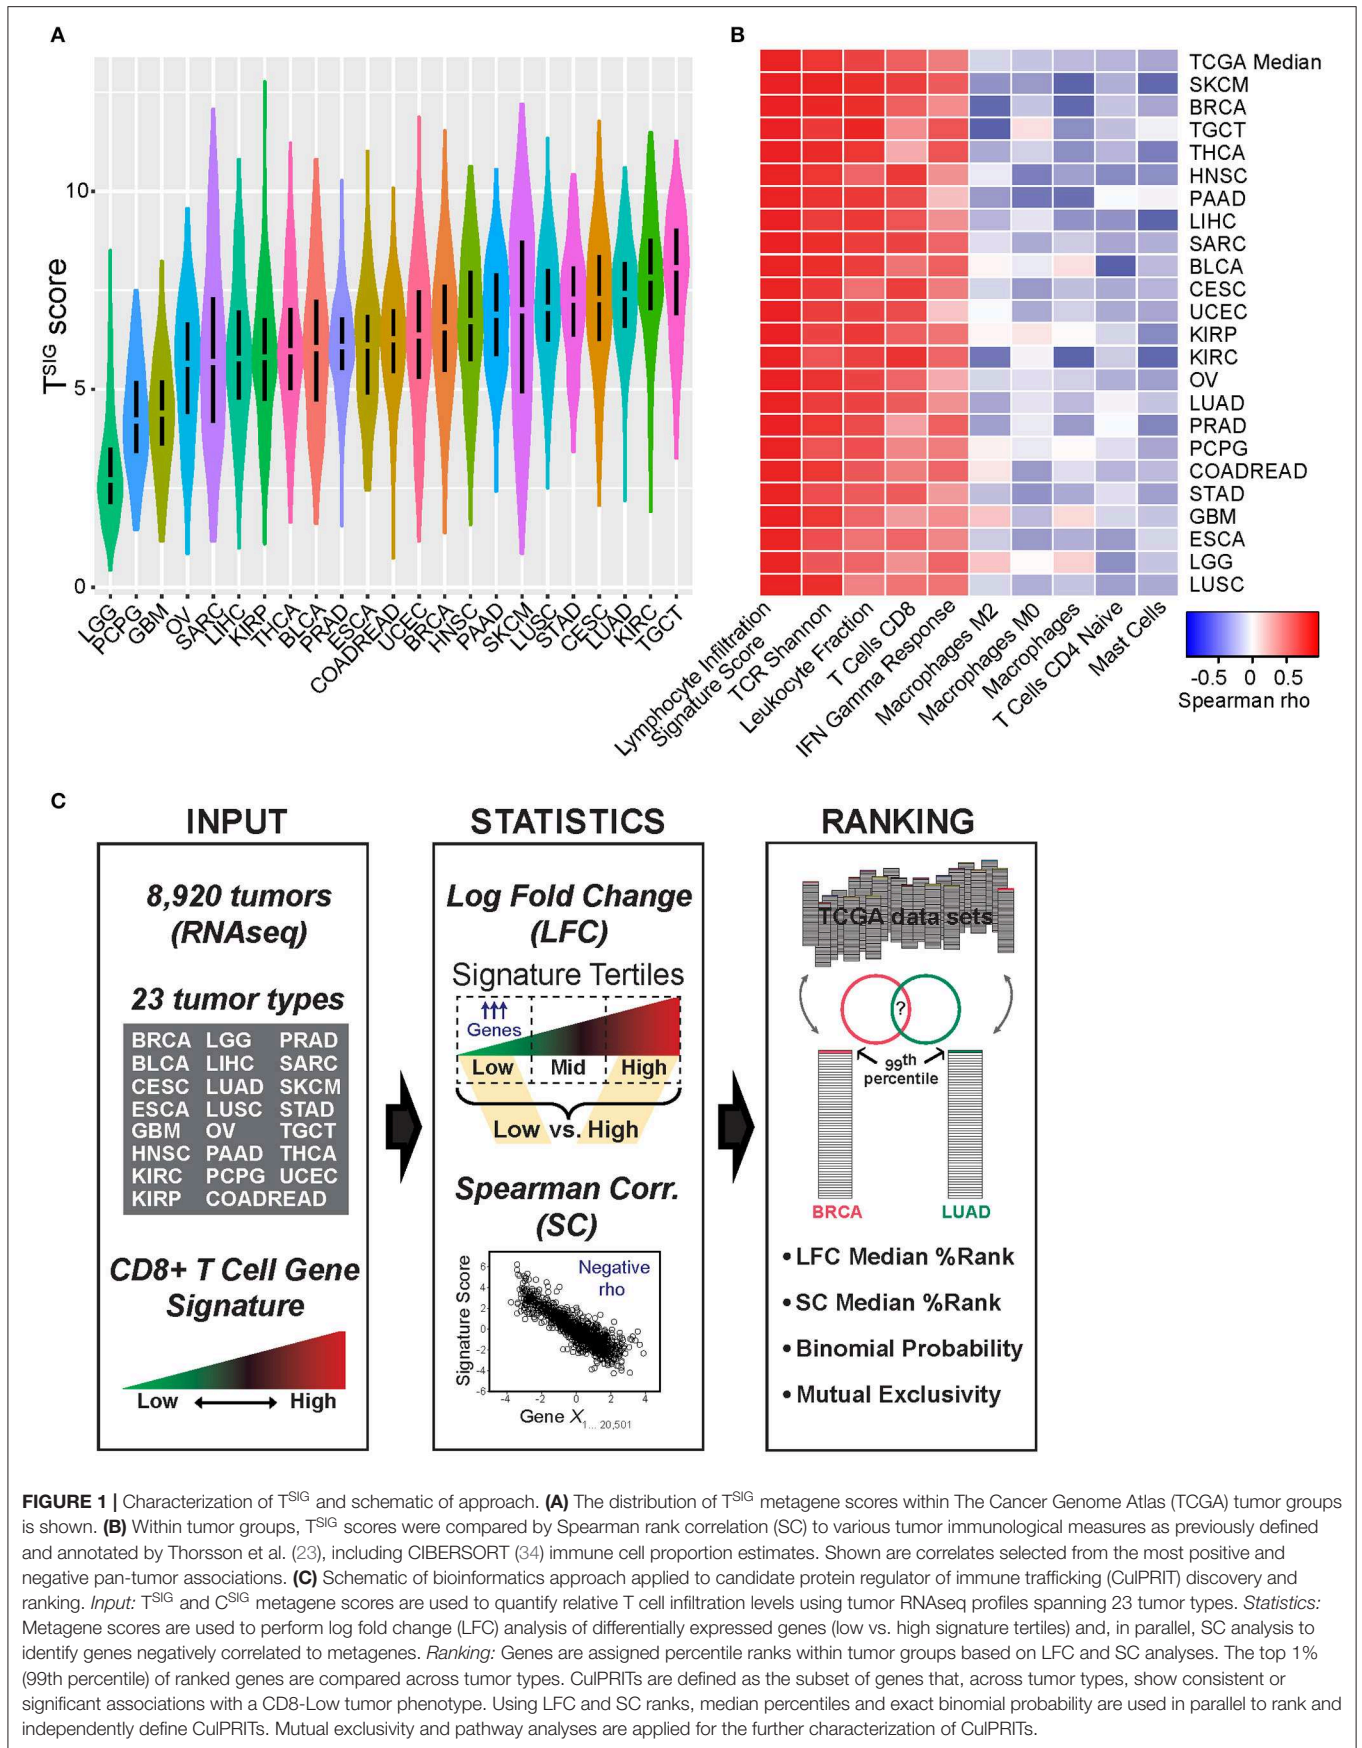 A
T^SIG score
10
5
0
LGG
PCPG
GBM
OV
SARC
LIHC
KIRP
THCA
BLCA
PRAD
ESCA
COADREAD
UCEC
BRCA
HNSC
PAAD
SKCM
LUSC
STAD
CESC
LUAD
KIRC
TGCT
B
TCGA Median
SKCM
BRCA
TGCT
THCA
HNSC
PAAD
LIHC
SARC
BLCA
CESC
UCEC
KIRP
KIRC
OV
LUAD
PRAD
PCPG
COADREAD
STAD
GBM
ESCA
LGG
LUSC
Lymphocyte Infiltration
Signature Score
TCR Shannon
Leukocyte Fraction
T Cells CD8
IFN Gamma Response
Macrophages M2
Macrophages M0
Macrophages
T Cells CD4 Naive
Mast Cells
-0.5 0 0.5
Spearman rho
C
INPUT
8,920 tumors
(RNAseq)
23 tumor types
BRCA LGG PRAD
BLCA LIHC SARC
CESC LUAD SKCM
ESCA LUSC STAD
GBM OV TGCT
HNSC PAAD THCA
KIRC PCPG UCEC
KIRP COADREAD
CD8+ T Cell Gene
Signature
Low High
STATISTICS
Log Fold Change
(LFC)
Signature Tertiles
Genes
Low Mid High
Low vs. High
Spearman Corr.
(SC)
Signature Score
6
4
2
0
-2
-4
-6
Negative
rho
-4 -2 0 2 4
Gene X1... 20,501
RANKING
TCGA data sets
?
99th
percentile
BRCA LUAD
• LFC Median %Rank
• SC Median %Rank
• Binomial Probability
• Mutual Exclusivity
FIGURE 1 | Characterization of T^SIG and schematic of approach. (A) The distribution of T^SIG metagene scores within The Cancer Genome Atlas (TCGA) tumor groups
is shown. (B) Within tumor groups, T^SIG scores were compared by Spearman rank correlation (SC) to various tumor immunological measures as previously defined
and annotated by Thorsson et al. (23), including CIBERSORT (34) immune cell proportion estimates. Shown are correlates selected from the most positive and
negative pan-tumor associations. (C) Schematic of bioinformatics approach applied to candidate protein regulator of immune trafficking (CulPRIT) discovery and
ranking. Input: T^SIG and C^SIG metagene scores are used to quantify relative T cell infiltration levels using tumor RNAseq profiles spanning 23 tumor types. Statistics:
Metagene scores are used to perform log fold change (LFC) analysis of differentially expressed genes (low vs. high signature tertiles) and, in parallel, SC analysis to
identify genes negatively correlated to metagenes. Ranking: Genes are assigned percentile ranks within tumor groups based on LFC and SC analyses. The top 1%
(99th percentile) of ranked genes are compared across tumor types. CulPRITs are defined as the subset of genes that, across tumor types, show consistent or
significant associations with a CD8-Low tumor phenotype. Using LFC and SC ranks, median percentiles and exact binomial probability are used in parallel to rank and
independently define CulPRITs. Mutual exclusivity and pathway analyses are applied for the further characterization of CulPRITs.